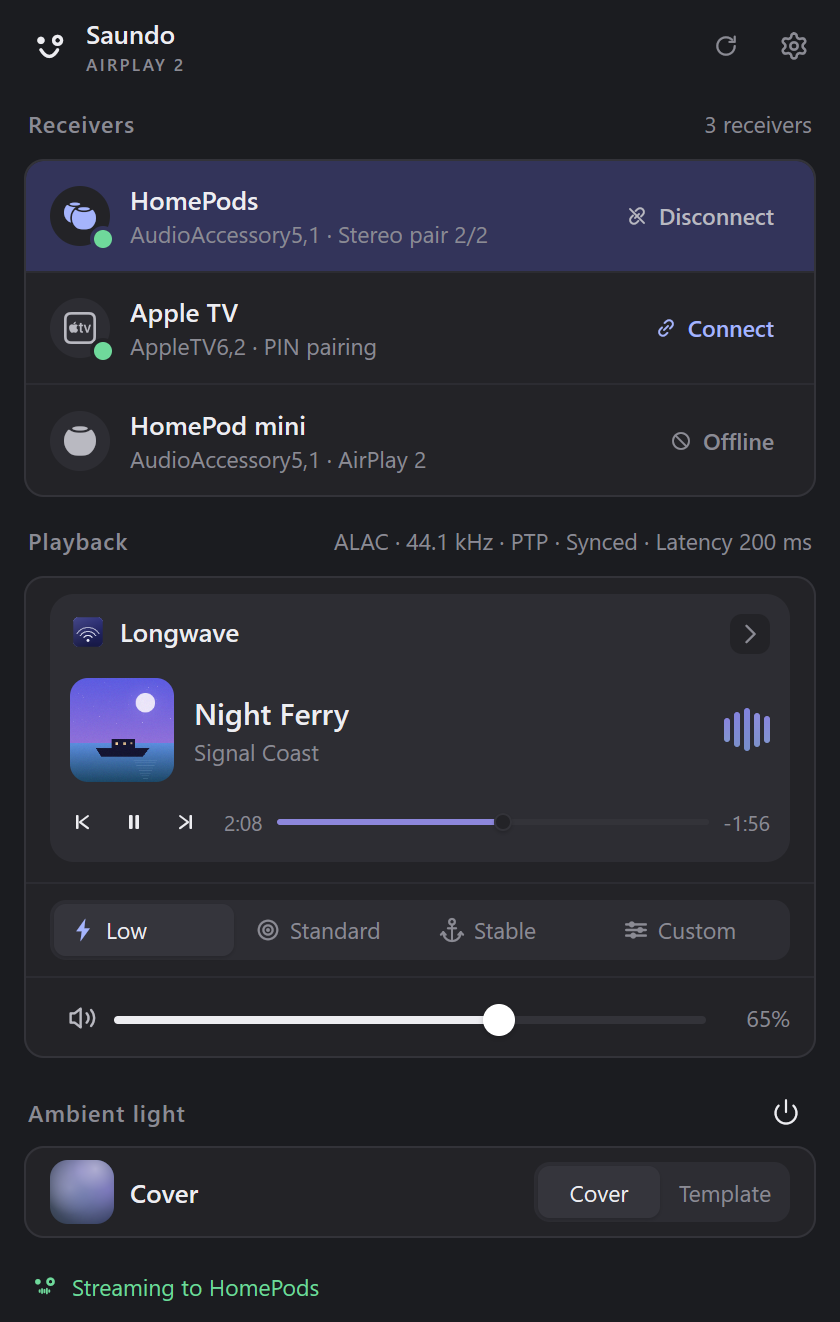 Saundo
AIRPLAY 2
Receivers
3 receivers
HomePods
AudioAccessory5,1 · Stereo pair 2/2
Disconnect
tv
Apple TV
AppleTV6,2 · PIN pairing
Connect
HomePod mini
AudioAccessory5,1 · AirPlay 2
Offline
Playback
ALAC · 44.1 kHz · PTP · Synced · Latency 200 ms
Longwave
Night Ferry
Signal Coast
2:08
-1:56
Low
Standard
Stable
Custom
65%
Ambient light
Cover
Cover
Template
Streaming to HomePods